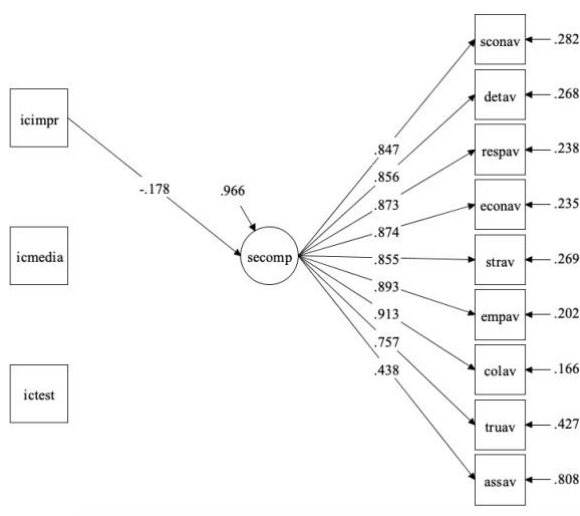 sconav
.282
detav
.268
icimpr
.847
respav
.238
.856
-.178
.966
.873
econav
.235
.874
icmedia
secomp
.855
strav
.269
.893
empav
.202
.913
.757
colav
.166
ictest
.438
truav
.427
assav
.808